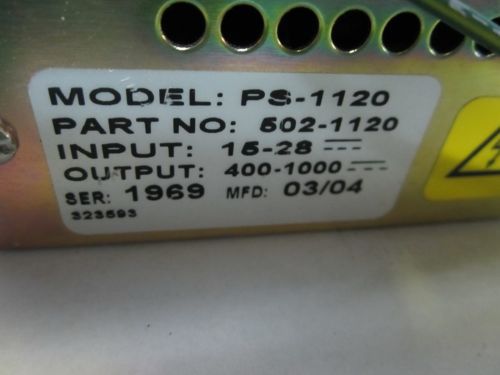 MODEL: PS-1120
PART NO: 502-1120
INPUT: 15-28 ⎓
OUTPUT: 400-1000 ⎓
SER: 1969 MFD: 03/04
323593